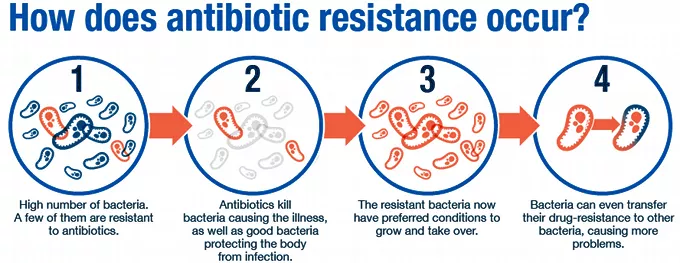 How does antibiotic resistance occur?
1
High number of bacteria.
A few of them are resistant
to antibiotics.
2
Antibiotics kill
bacteria causing the illness,
as well as good bacteria
protecting the body
from infection.
3
The resistant bacteria now
have preferred conditions to
grow and take over.
4
Bacteria can even transfer
their drug-resistance to other
bacteria, causing more
problems.